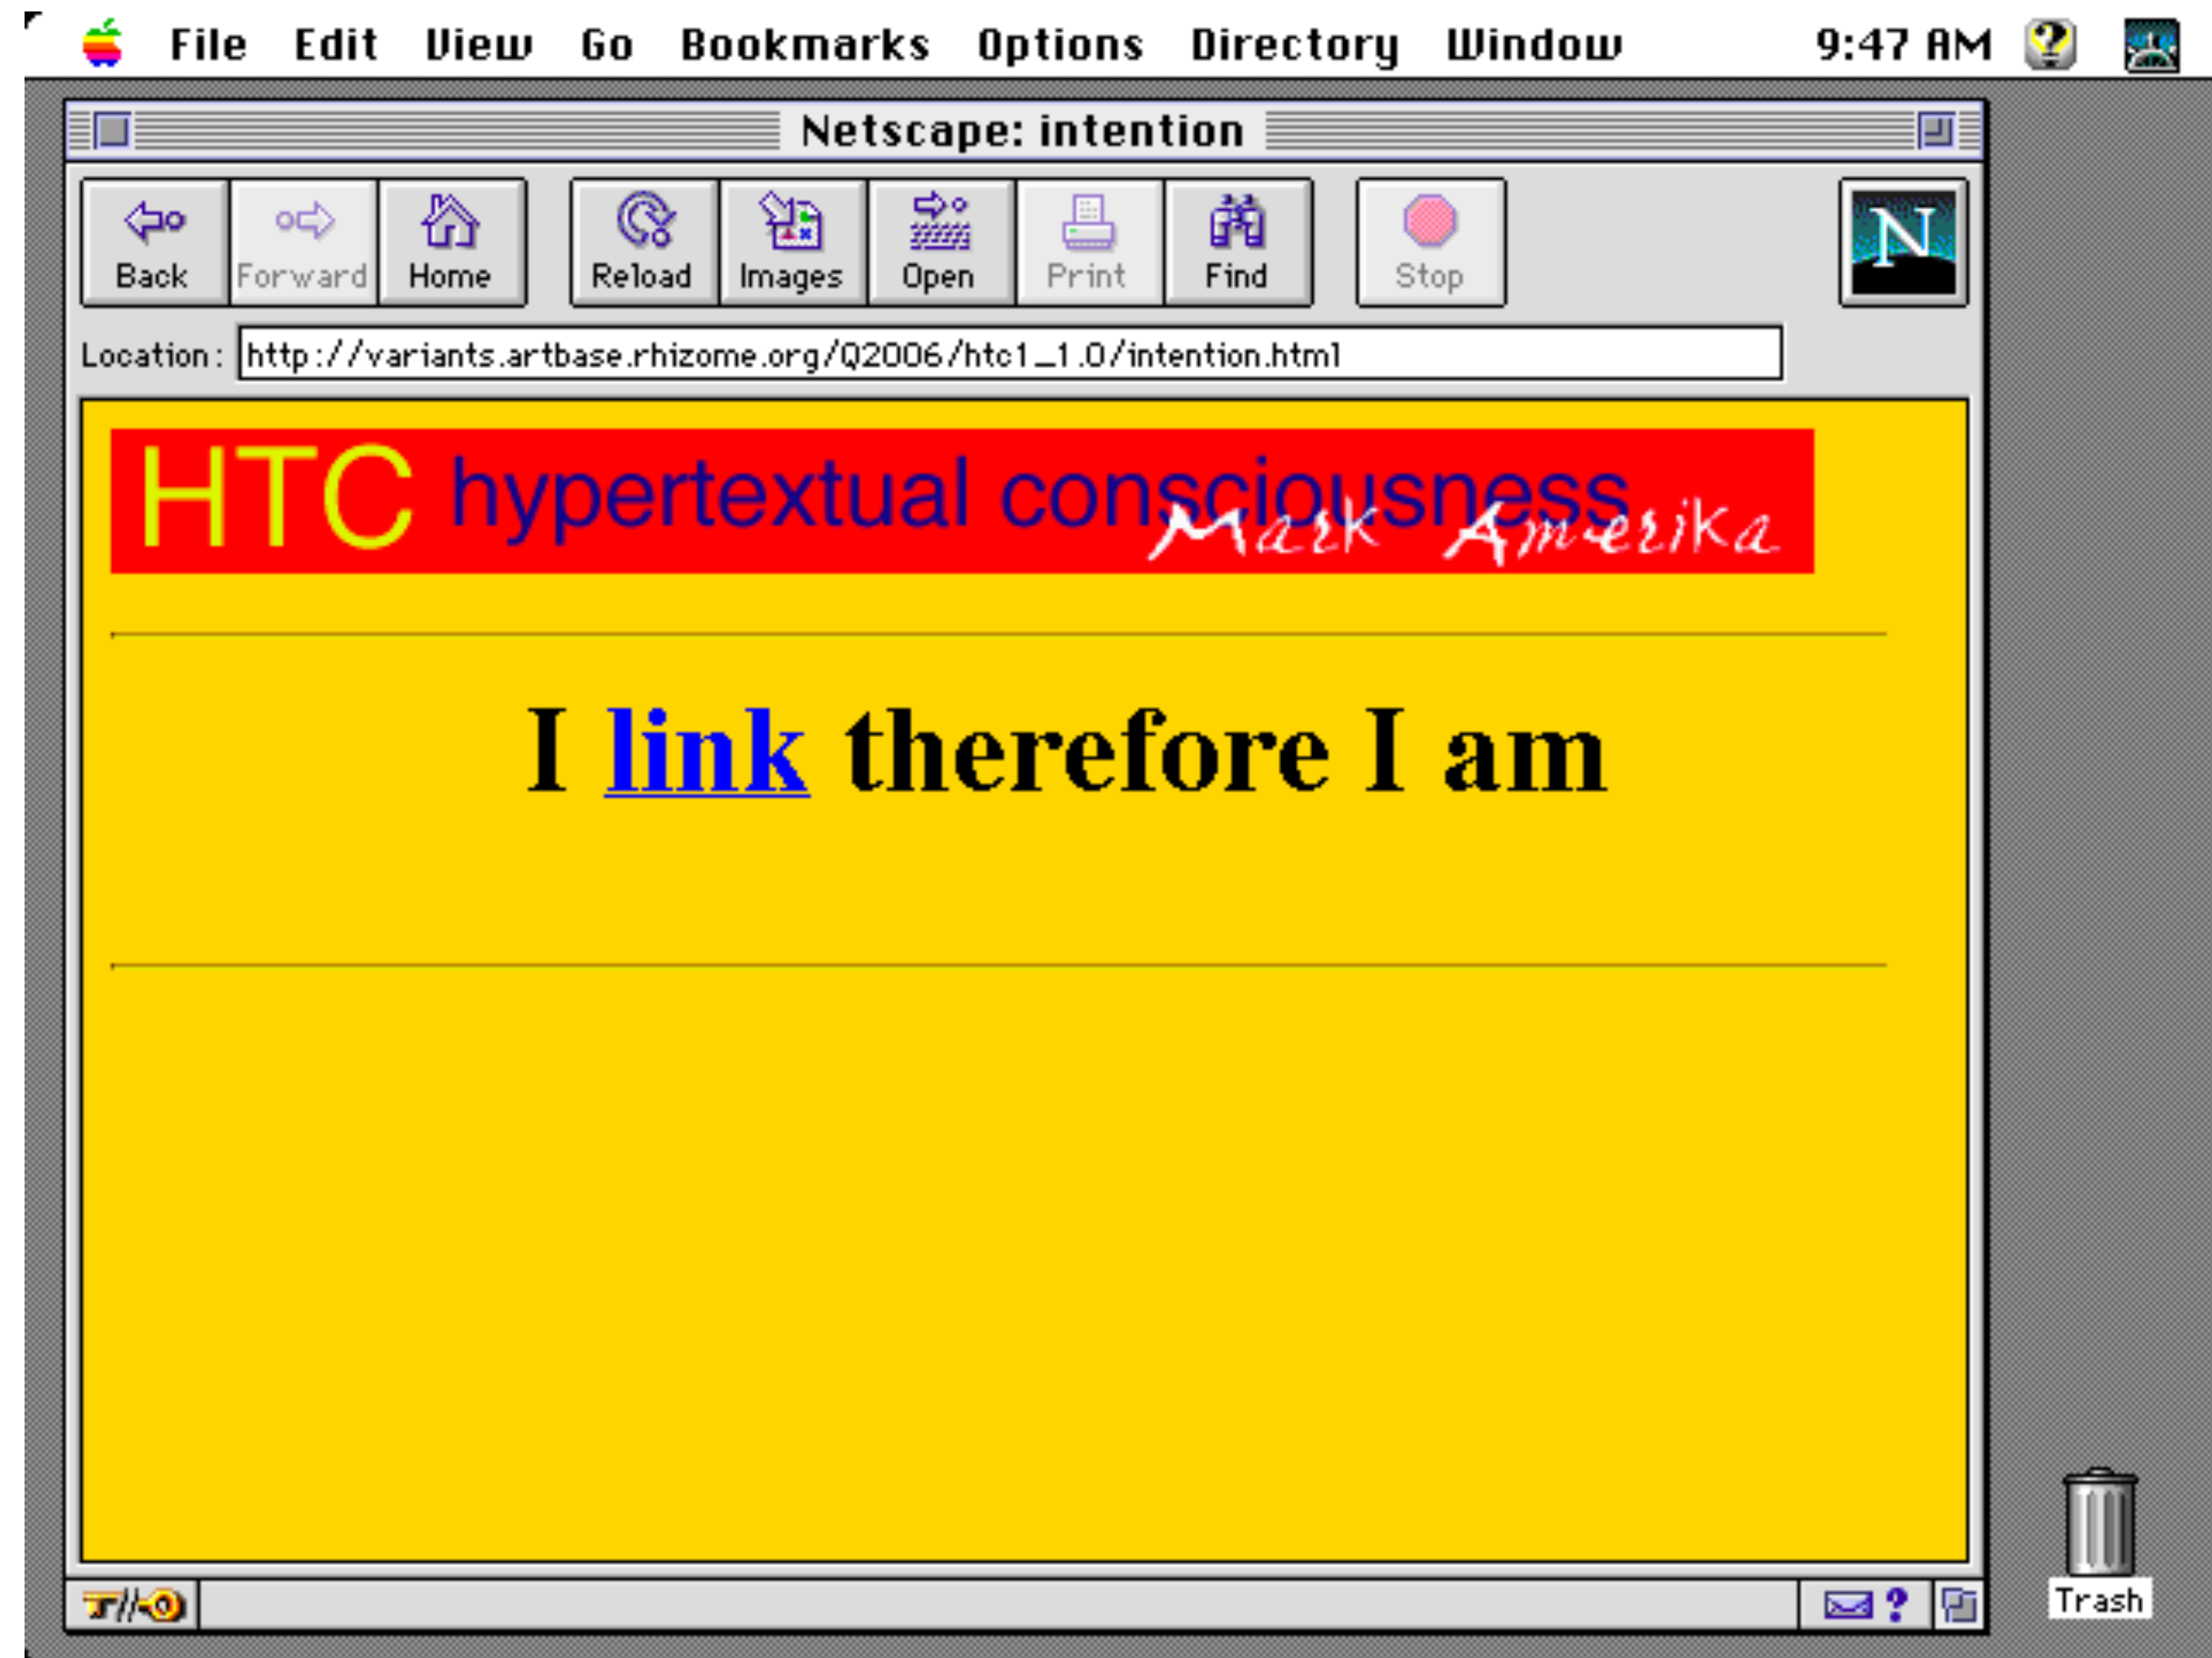 File Edit View Go Bookmarks Options Directory Window 9:47 AM
Netscape: intention
Back Forward Home Reload Images Open Print Find Stop N
Location: http://variants.artbase.rhizome.org/Q2006/htc1_1.0/intention.html
HTC hypertextual consciousness
Mark Amerika
I link therefore I am
Trash